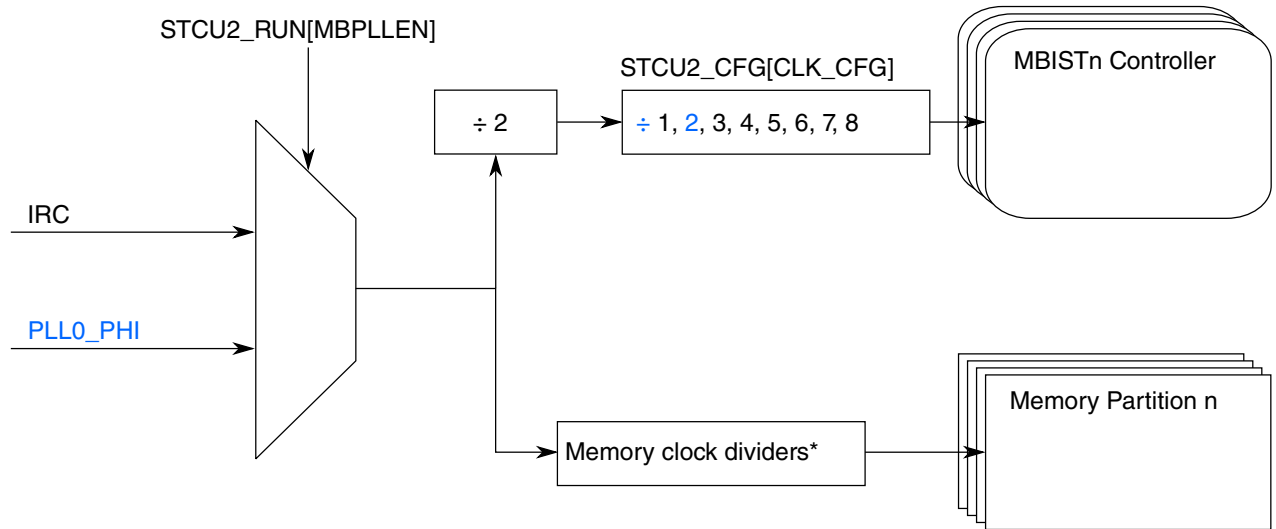 STCU2_RUN[MBPLLEN]
STCU2_CFG[CLK_CFG]
MBISTn Controller
÷ 2
÷ 1, 2, 3, 4, 5, 6, 7, 8
IRC
PLL0_PHI
Memory Partition n
Memory clock dividers*